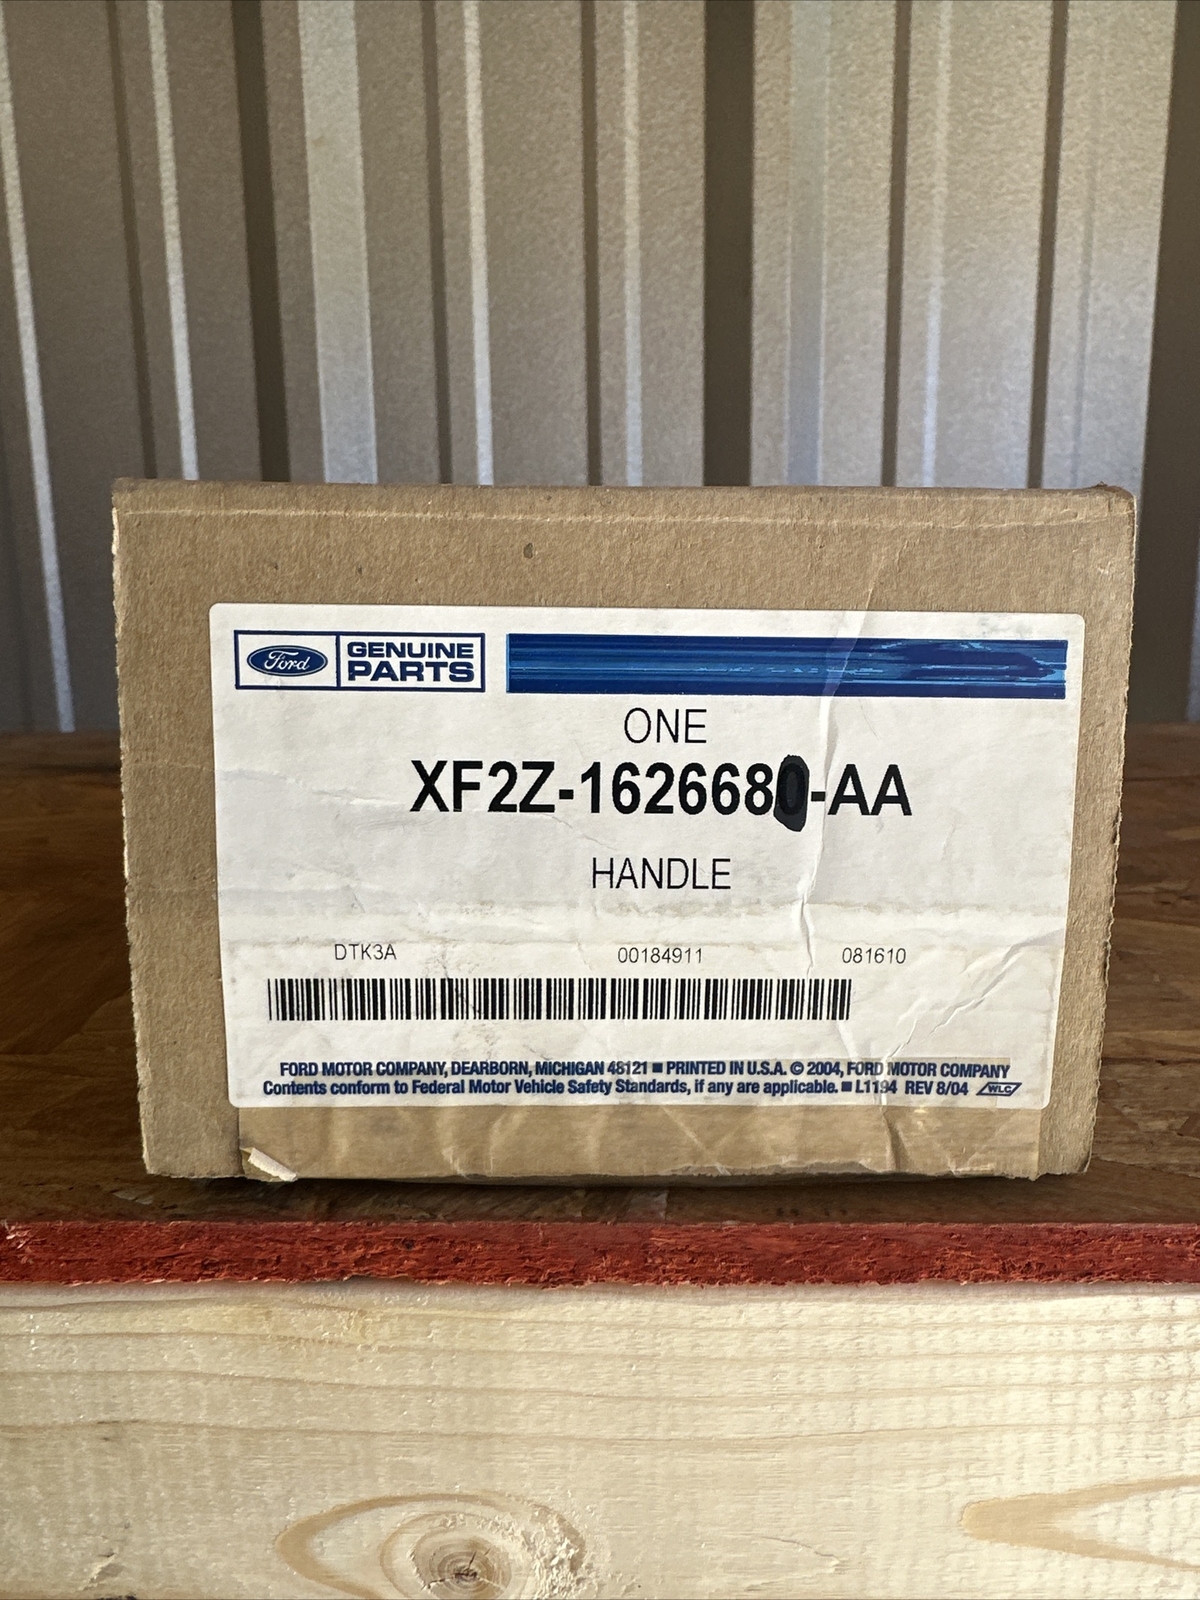 Ford GENUINE PARTS
ONE
XF2Z-1626680-AA
HANDLE
DTK3A 00184911 081610
FORD MOTOR COMPANY, DEARBORN, MICHIGAN 48121 ■ PRINTED IN U.S.A. © 2004, FORD MOTOR COMPANY
Contents conform to Federal Motor Vehicle Safety Standards, if any are applicable. ■ L1194 REV 8/04 WLC